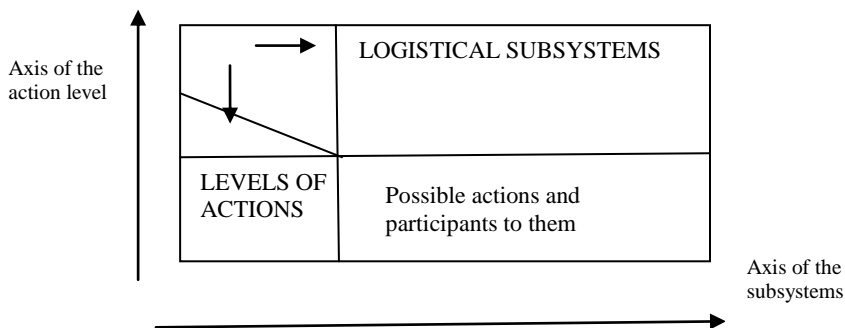 Axis of the
action level
LOGISTICAL SUBSYSTEMS
LEVELS OF
ACTIONS
Possible actions and
participants to them
Axis of the
subsystems